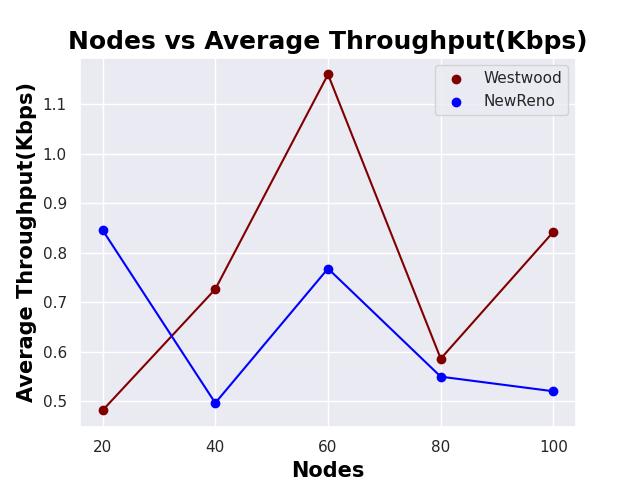 Nodes vs Average Throughput(Kbps)
Westwood
NewReno
Average Throughput(Kbps)
1.1
1.0
0.9
0.8
0.7
0.6
0.5
20 40 60 80 100
Nodes